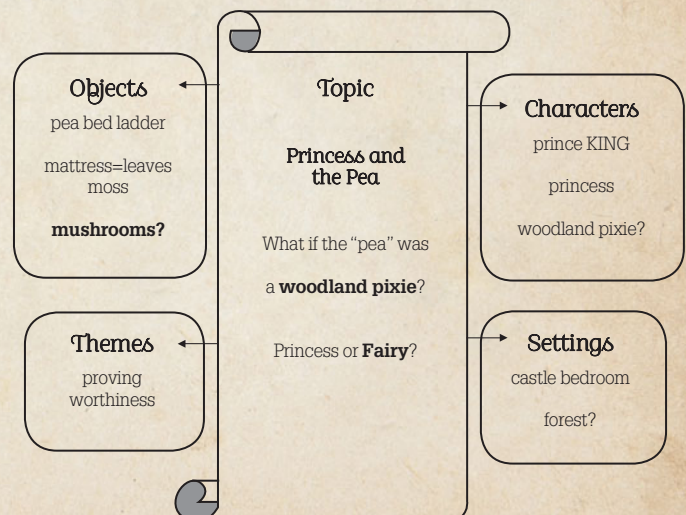 Topic
Princess and
the Pea
What if the “pea” was
a woodland pixie?
Princess or Fairy?
Objects
pea bed ladder
mattress=leaves
moss
mushrooms?
Themes
proving
worthiness
Characters
prince KING
princess
woodland pixie?
Settings
castle bedroom
forest?